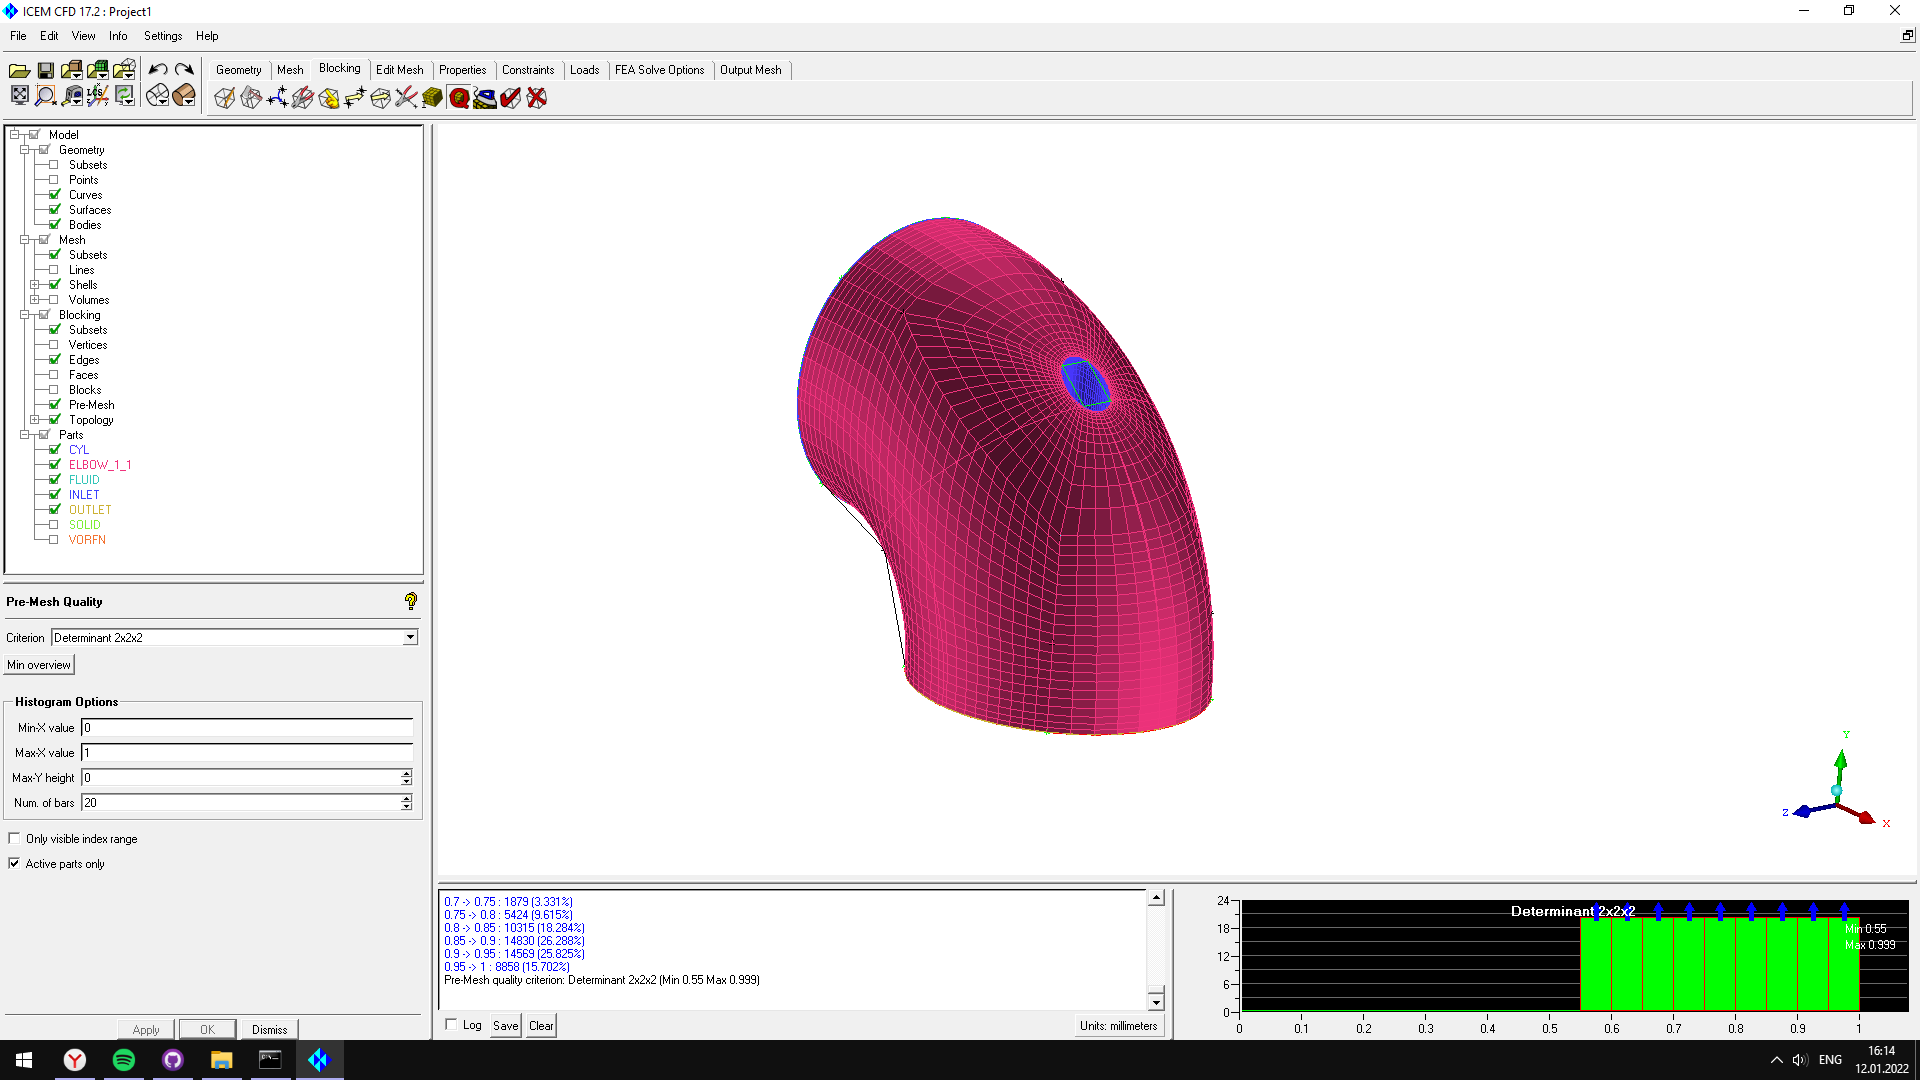 ICEM CFD 17.2 : Project1
File Edit View Info Settings Help
Geometry Mesh Blocking Edit Mesh Properties Constraints Loads FEA Solve Options Output Mesh
LCS
Model
Geometry
Subsets
Points
Curves
Surfaces
Bodies
Mesh
Subsets
Lines
Shells
Volumes
Blocking
Subsets
Vertices
Edges
Faces
Blocks
Pre-Mesh
Topology
Parts
CYL
ELBOW_1_1
FLUID
INLET
OUTLET
SOLID
VORFN
Pre-Mesh Quality
Criterion Determinant 2x2x2
Min overview
Histogram Options
Min-X value 0
Max-X value 1
Max-Y height 0
Num. of bars 20
Only visible index range
Active parts only
Apply OK Dismiss
Y
Z
X
0.7 -> 0.75 : 1879 (3.331%)
0.75 -> 0.8 : 5424 (9.615%)
0.8 -> 0.85 : 10315 (18.284%)
0.85 -> 0.9 : 14830 (26.288%)
0.9 -> 0.95 : 14569 (25.825%)
0.95 -> 1 : 8858 (15.702%)
Pre-Mesh quality criterion: Determinant 2x2x2 (Min 0.55 Max 0.999)
Log Save Clear
Units: millimeters
Determinant 2x2x2
Min 0.55
Max 0.999
24
18
12
6
0
0 0.1 0.2 0.3 0.4 0.5 0.6 0.7 0.8 0.9 1
ENG
16:14
12.01.2022